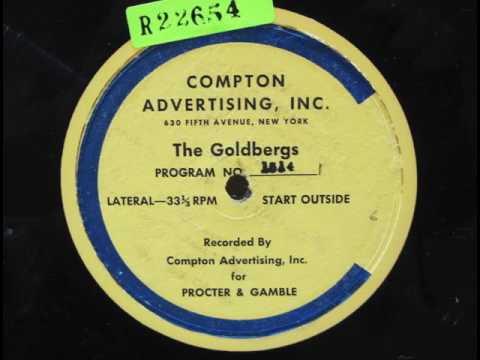 R22654
COMPTON
ADVERTISING, INC.
630 FIFTH AVENUE, NEW YORK
The Goldbergs
PROGRAM NO. 1514
LATERAL—33⅓ RPM START OUTSIDE
Recorded By
Compton Advertising, Inc.
for
PROCTER & GAMBLE